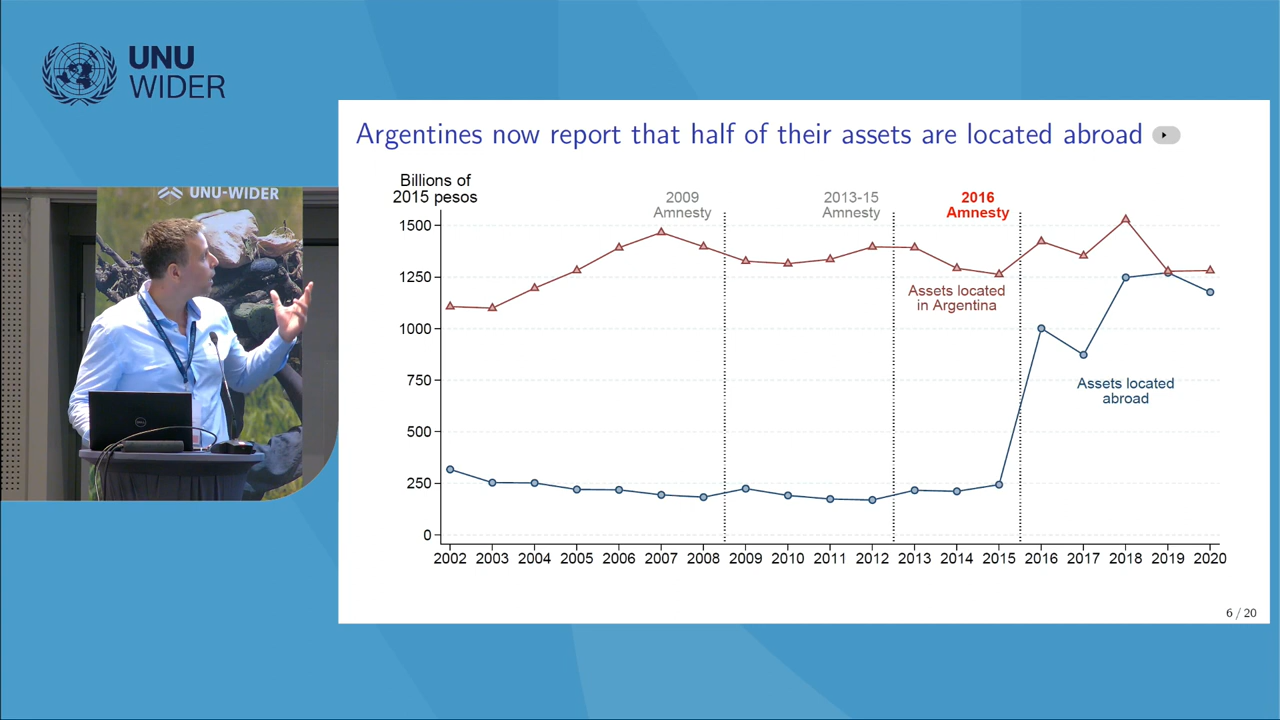 UNU
WIDER
UNU-WIDER
Argentines now report that half of their assets are located abroad
Billions of
2015 pesos
2009
Amnesty
2013-15
Amnesty
2016
Amnesty
1500
1250
1000
750
500
250
0
Assets located
in Argentina
Assets located
abroad
2002 2003 2004 2005 2006 2007 2008 2009 2010 2011 2012 2013 2014 2015 2016 2017 2018 2019 2020
6 / 20
DELL